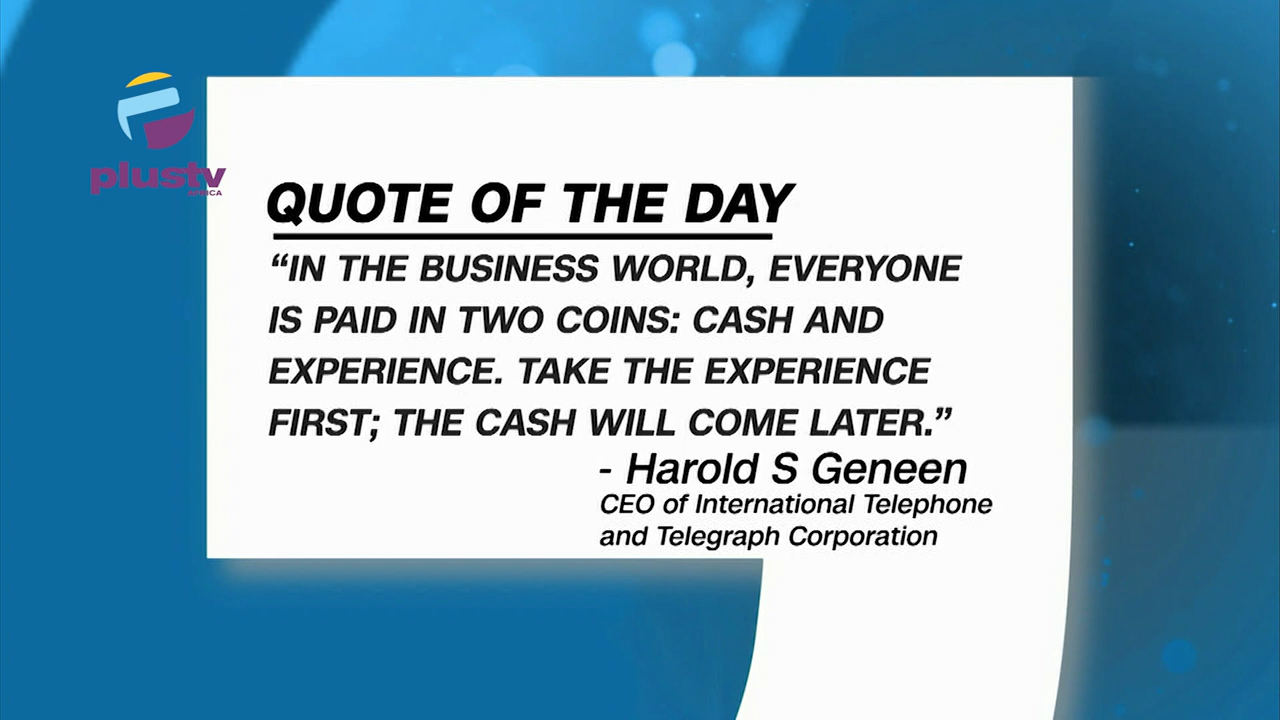 plustv
AFRICA
QUOTE OF THE DAY
“IN THE BUSINESS WORLD, EVERYONE
IS PAID IN TWO COINS: CASH AND
EXPERIENCE. TAKE THE EXPERIENCE
FIRST; THE CASH WILL COME LATER.”
- Harold S Geneen
CEO of International Telephone
and Telegraph Corporation